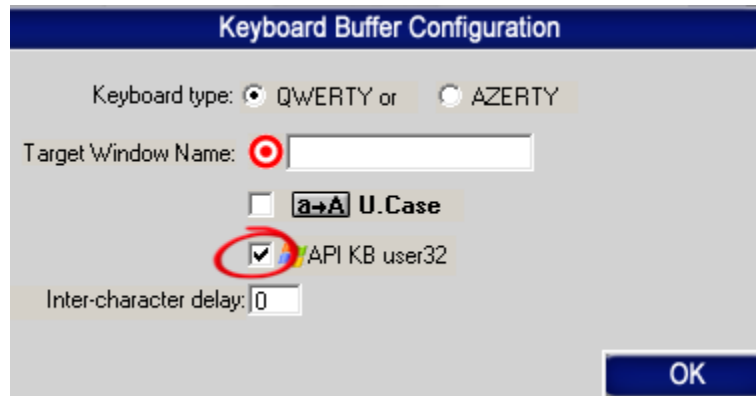 Keyboard Buffer Configuration
Keyboard type: QWERTY or AZERTY
Target Window Name:
a→A U.Case
API KB user32
Inter-character delay: 0
OK